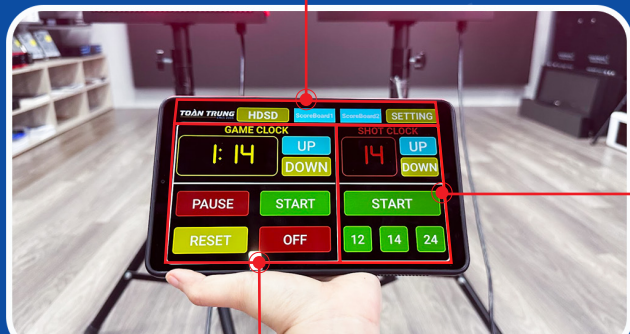 TOÀN TRUNG HDSD ScoreBoard1 ScoreBoard2 SETTING
GAME CLOCK
1:14
UP
DOWN
PAUSE START
RESET OFF
SHOT CLOCK
14
UP
DOWN
START
12 14 24